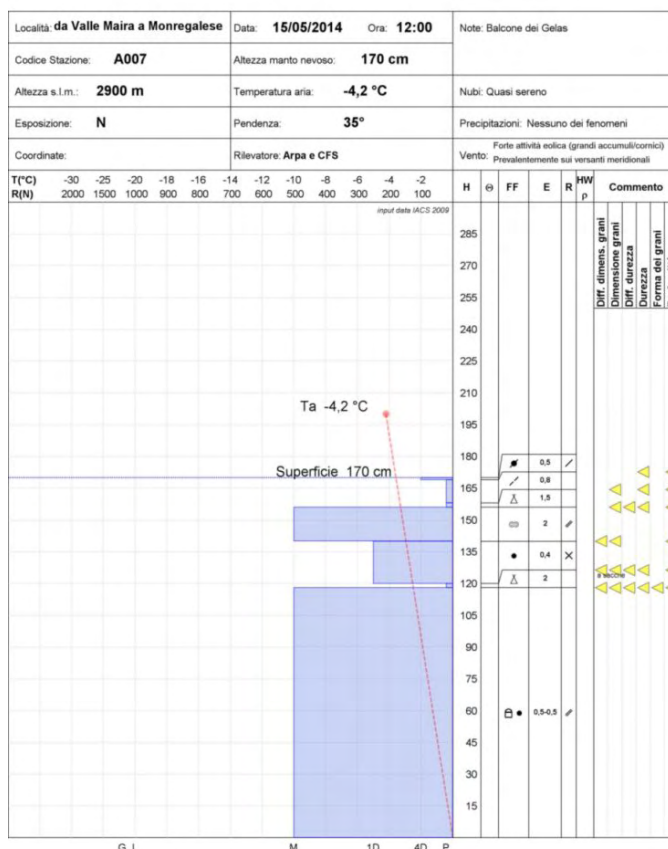 Località: da Valle Maira a Monregalese Data: 15/05/2014 Ora: 12:00 Note: Balcone dei Gelas
Codice Stazione: A007 Altezza manto nevoso: 170 cm
Altezza s.l.m.: 2900 m Temperatura aria: -4,2 °C Nubi: Quasi sereno
Esposizione: N Pendenza: 35° Precipitazioni: Nessuno dei fenomeni
Coordinate: Rilevatore: Arpa e CFS Vento: Forte attività eolica (grandi accumuli/cornici)
Prevalentemente sui versanti meridionali
T(°C) -30 -25 -20 -18 -16 -14 -12 -10 -8 -6 -4 -2
R(N) 2000 1500 1000 900 800 700 600 500 400 300 200 100
H Θ FF E R HW ρ Commento
input data IACS 2009
Diff. dimens. grani
Dimensione grani
Diff. durezza
Durezza
Forma dei grani
285
270
255
240
225
210
Ta -4,2 °C
195
180
0,5
Superficie 170 cm
0,8
165
1,5
150
2
135
0,4
120
2
105
90
75
60
0,5-0,5
45
30
15
M 1D 4D P